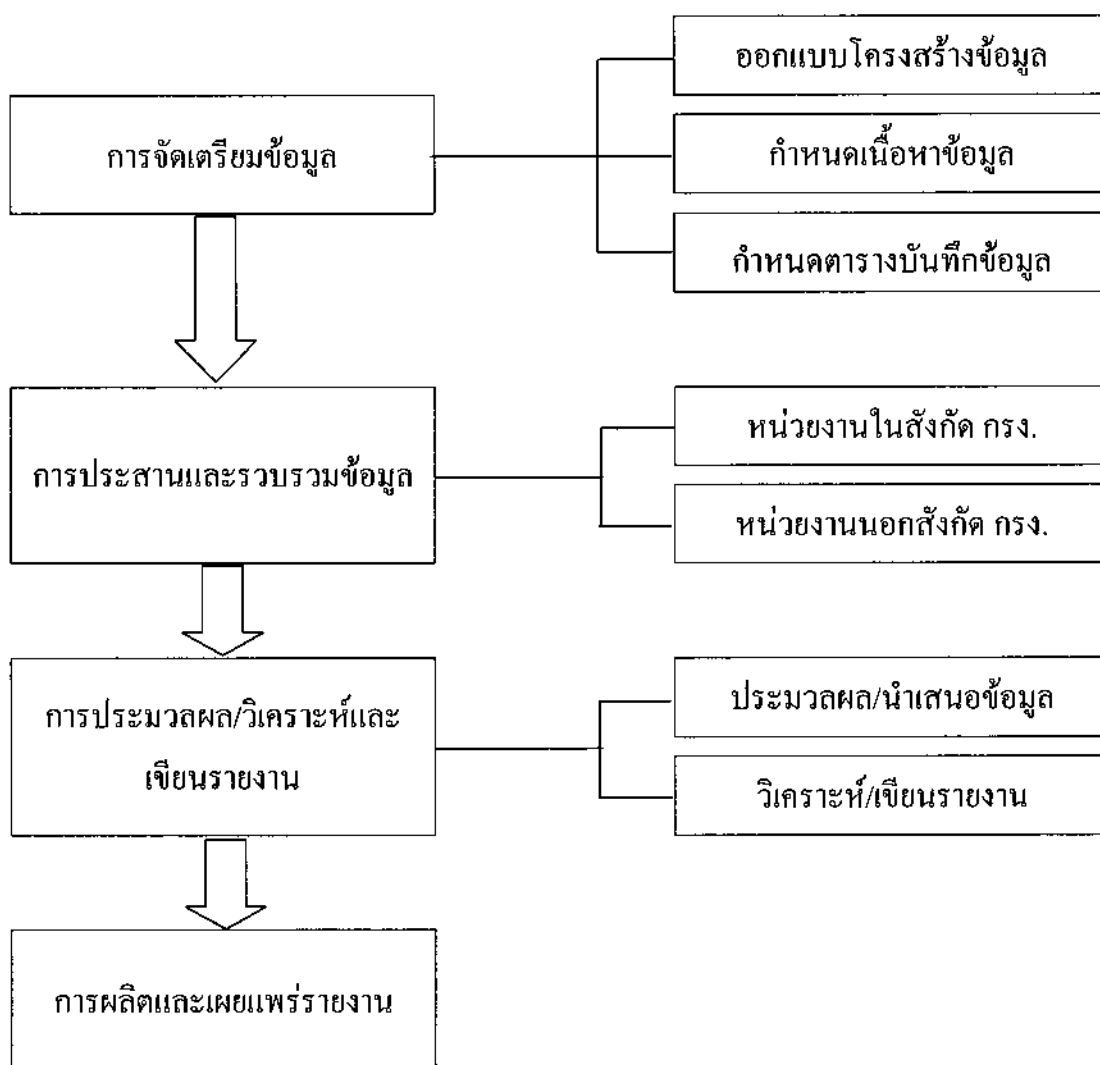 ออกแบบโครงสร้างข้อมูล
การจัดเตรียมข้อมูล
กำหนดเนื้อหาข้อมูล
กำหนดตารางบันทึกข้อมูล
การประสานและรวบรวมข้อมูล
หน่วยงานในสังกัด กรง.
หน่วยงานนอกสังกัด กรง.
การประมวลผล/วิเคราะห์และ
เขียนรายงาน
ประมวลผล/นำเสนอข้อมูล
วิเคราะห์/เขียนรายงาน
การผลิตและเผยแพร่รายงาน